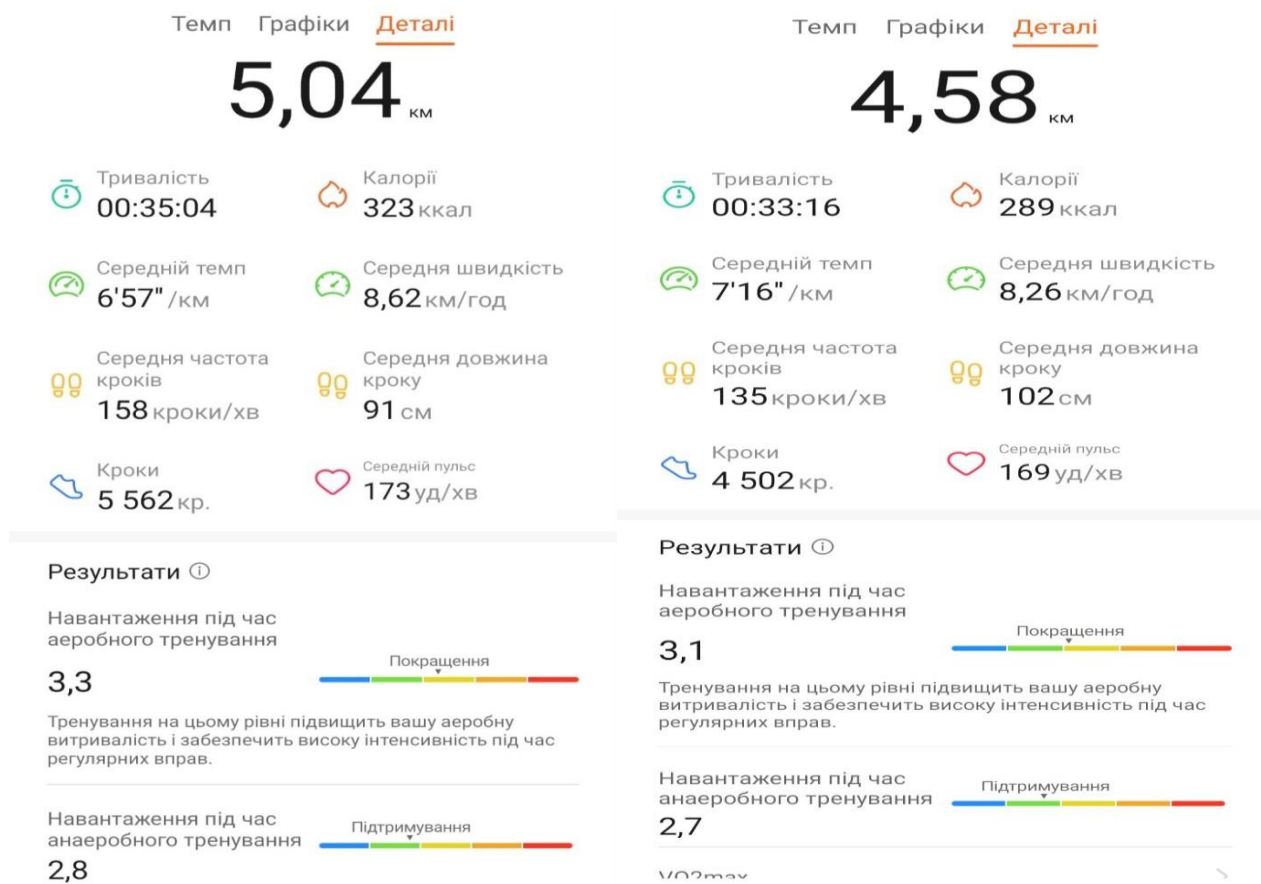 Темп Графіки Деталі
5,04 км
Тривалість
00:35:04
Калорії
323 ккал
Середній темп
6'57" /км
Середня швидкість
8,62 км/год
Середня частота
кроків
158 кроки/хв
Середня довжина
кроку
91 см
Кроки
5 562 кр.
Середній пульс
173 уд/хв
Результати
Навантаження під час
аеробного тренування
3,3
Покращення
Тренування на цьому рівні підвищить вашу аеробну
витривалість і забезпечить високу інтенсивність під час
регулярних вправ.
Навантаження під час
анаеробного тренування
2,8
Підтримування
Темп Графіки Деталі
4,58 км
Тривалість
00:33:16
Калорії
289 ккал
Середній темп
7'16" /км
Середня швидкість
8,26 км/год
Середня частота
кроків
135 кроки/хв
Середня довжина
кроку
102 см
Кроки
4 502 кр.
Середній пульс
169 уд/хв
Результати
Навантаження під час
аеробного тренування
3,1
Покращення
Тренування на цьому рівні підвищить вашу аеробну
витривалість і забезпечить високу інтенсивність під час
регулярних вправ.
Навантаження під час
анаеробного тренування
2,7
Підтримування
VO2max